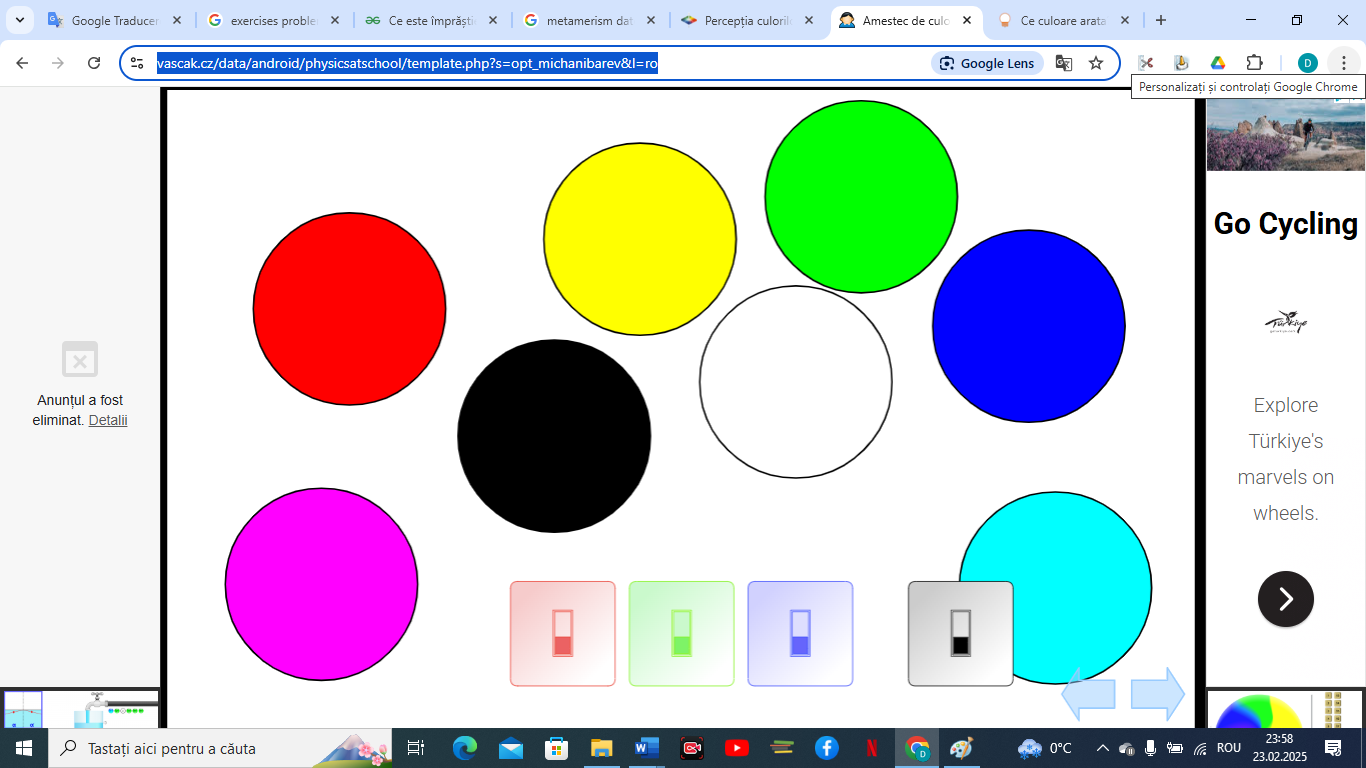 Google Traducer
exercises proble
Ce este împrăști
metamerism dat
Percepția culorilo
Amestec de culo
Ce culoare arata
vascak.cz/data/android/physicsatschool/template.php?s=opt_michanibarev&l=ro
Google Lens
D
Personalizați și controlați Google Chrome
Anunțul a fost
eliminat. Detalii
Go Cycling
Türkiye
Explore
Türkiye's
marvels on
wheels.
Tastați aici pentru a căuta
0°C
ROU
23:58
23.02.2025